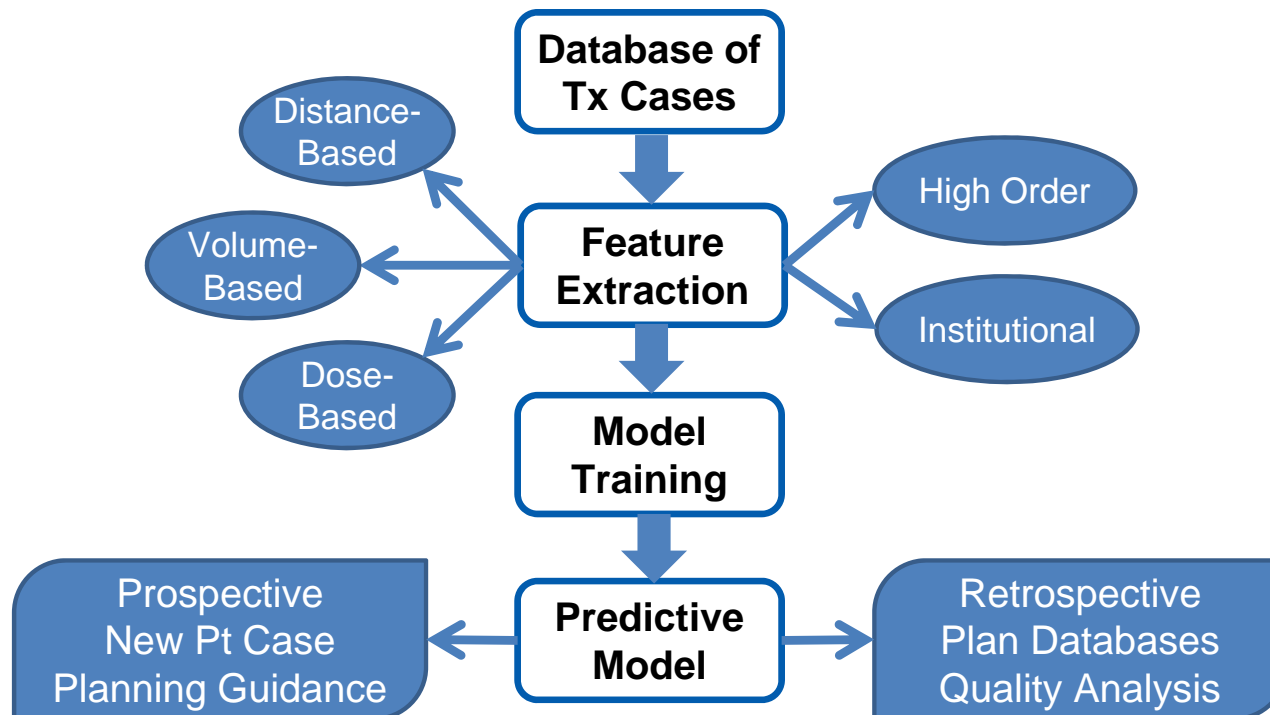 Database of
Tx Cases
Distance-
Based
High Order
Volume-
Based
Feature
Extraction
Institutional
Dose-
Based
Model
Training
Prospective
New Pt Case
Planning Guidance
Predictive
Model
Retrospective
Plan Databases
Quality Analysis